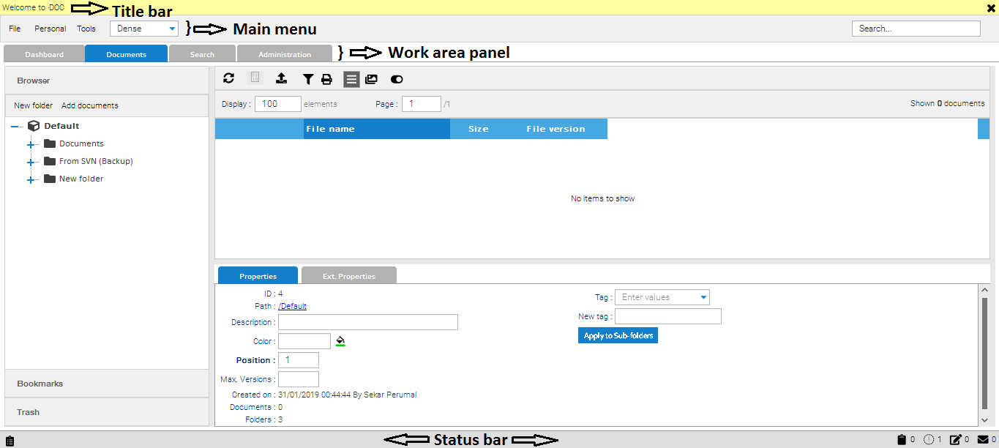 Welcome to ·DOC Title bar
File Personal Tools Dense } Main menu Search...
Dashboard Documents Search Administration } Work area panel
Browser
New folder Add documents
Default
Documents
From SVN (Backup)
New folder
Bookmarks
Trash
Display : 100 elements Page : 1 /1 Shown 0 documents
File name Size File version
No items to show
Properties Ext. Properties
ID : 4
Path : /Default
Description :
Color :
Position : 1
Max. Versions :
Created on : 31/01/2019 00:44:44 By Sekar Perumal
Documents : 0
Folders : 3
Tag : Enter values
New tag :
Apply to Sub-folders
Status bar 0 1 0 0